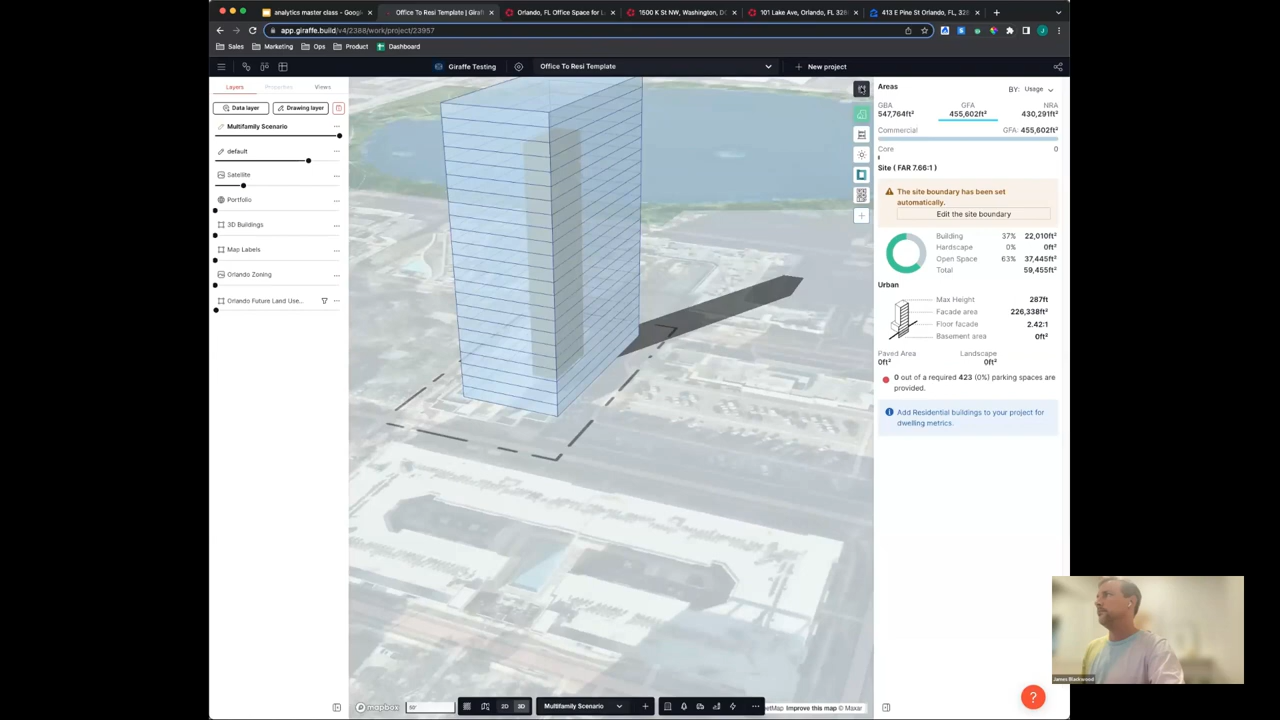 analytics master class - Googl
Office To Resi Template | Giraff
Orlando, FL Office Space for L
1600 K St NW, Washington, DC
101 Lake Ave, Orlando, FL 328
413 E Pine St Orlando, FL, 328
app.giraffe.build/v4/2388/work/project/23957
Sales
Marketing
Ops
Product
Dashboard
Giraffe Testing
Office To Resi Template
New project
Layers
Properties
Views
Data layer
Drawing layer
Multifamily Scenario
default
Satellite
Portfolio
3D Buildings
Map Labels
Orlando Zoning
Orlando Future Land Use...
Areas
BY: Usage
GBA GFA NRA
547,764ft² 455,602ft² 430,291ft²
Commercial GFA: 455,602ft²
Core 0
Site ( FAR 7.66:1 )
The site boundary has been set
automatically.
Edit the site boundary
Building 37% 22,010ft²
Hardscape 0% 0ft²
Open Space 63% 37,445ft²
Total 59,455ft²
Urban
Max Height 287ft
Facade area 226,338ft²
Floor facade 2.42:1
Basement area 0ft²
Paved Area Landscape
0ft² 0ft²
0 out of a required 423 (0%) parking spaces are
provided.
Add Residential buildings to your project for
dwelling metrics.
mapbox
50'
2D
3D
Multifamily Scenario
etMap Improve this map © Maxar
?
James Blackwood